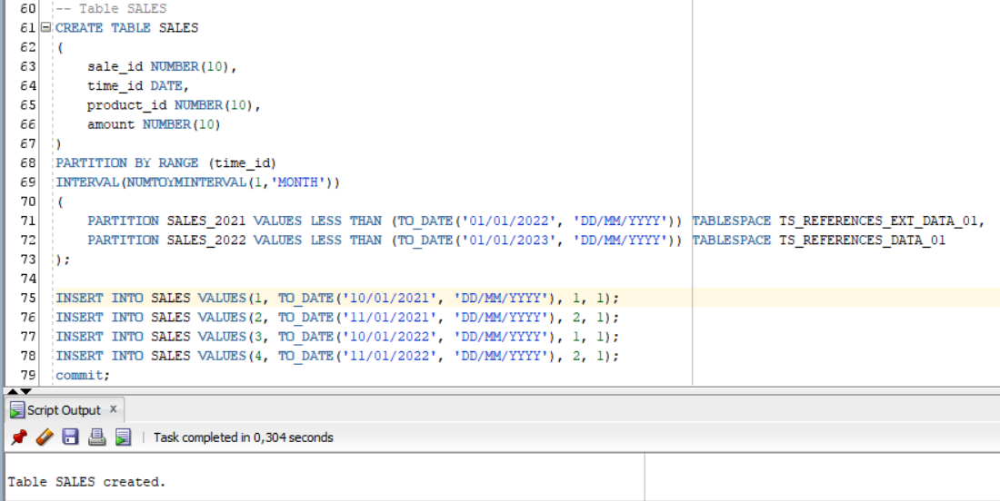 60 -- Table SALES
61 CREATE TABLE SALES
62 (
63 sale_id NUMBER(10),
64 time_id DATE,
65 product_id NUMBER(10),
66 amount NUMBER(10)
67 )
68 PARTITION BY RANGE (time_id)
69 INTERVAL(NUMTOYMINTERVAL(1,'MONTH'))
70 (
71 PARTITION SALES_2021 VALUES LESS THAN (TO_DATE('01/01/2022', 'DD/MM/YYYY')) TABLESPACE TS_REFERENCES_EXT_DATA_01,
72 PARTITION SALES_2022 VALUES LESS THAN (TO_DATE('01/01/2023', 'DD/MM/YYYY')) TABLESPACE TS_REFERENCES_DATA_01
73 );
74
75 INSERT INTO SALES VALUES(1, TO_DATE('10/01/2021', 'DD/MM/YYYY'), 1, 1);
76 INSERT INTO SALES VALUES(2, TO_DATE('11/01/2021', 'DD/MM/YYYY'), 2, 1);
77 INSERT INTO SALES VALUES(3, TO_DATE('10/01/2022', 'DD/MM/YYYY'), 1, 1);
78 INSERT INTO SALES VALUES(4, TO_DATE('11/01/2022', 'DD/MM/YYYY'), 2, 1);
79 commit;
Script Output x
Task completed in 0,304 seconds
Table SALES created.